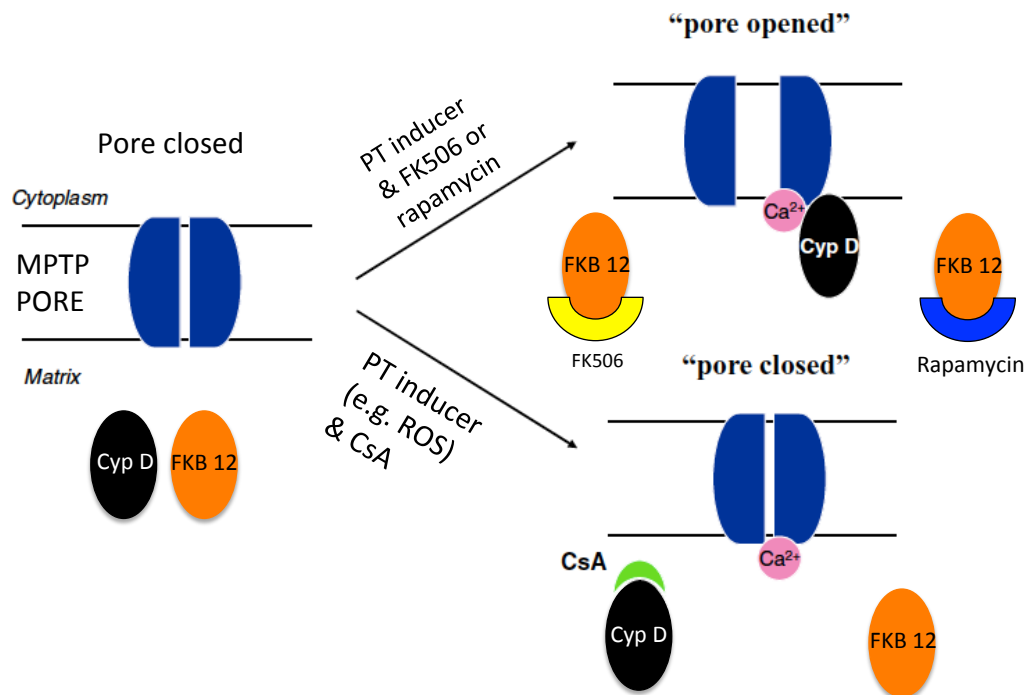 “pore opened”
Pore closed
PT inducer
& FK506 or
rapamycin
Cytoplasm
MPTP
PORE
Matrix
Cyp D
FKB 12
Ca2+
Cyp D
FKB 12
FK506
FKB 12
Rapamycin
PT inducer
(e.g. ROS)
& CsA
“pore closed”
Ca2+
CsA
Cyp D
FKB 12